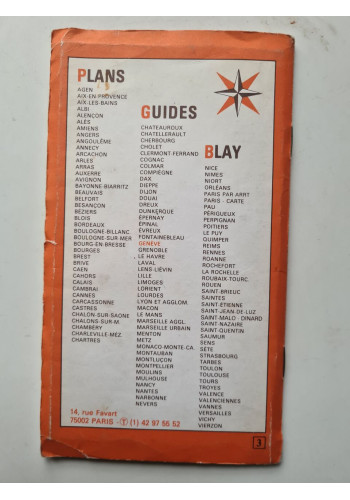 PLANS
AGEN
AIX-EN-PROVENCE
AIX-LES-BAINS
ALBI
ALENÇON
ALÈS
AMIENS
ANGERS
ANGOULÊME
ANNECY
ARCACHON
ARLES
ARRAS
AUXERRE
AVIGNON
BAYONNE-BIARRITZ
BEAUVAIS
BELFORT
BESANÇON
BÉZIERS
BLOIS
BORDEAUX
BOULOGNE-BILLANC.
BOULOGNE-SUR-MER
BOURG-EN-BRESSE
BOURGES
BREST
BRIVE
CAEN
CAHORS
CALAIS
CAMBRAI
CANNES
CARCASSONNE
CASTRES
CHALON-SUR-SAONE
CHALONS-SUR-M.
CHAMBÉRY
CHARLEVILLE-MÉZ.
CHARTRES
GUIDES
CHATEAUROUX
CHATELLERAULT
CHERBOURG
CHOLET
CLERMONT-FERRAND
COGNAC
COLMAR
COMPIÈGNE
DAX
DIEPPE
DIJON
DOUAI
DREUX
DUNKERQUE
ÉPERNAY
ÉPINAL
ÉVREUX
FONTAINEBLEAU
GENÈVE
GRENOBLE
LE HAVRE
LAVAL
LENS-LIÉVIN
LILLE
LIMOGES
LORIENT
LOURDES
LYON ET AGGLOM.
MACON
LE MANS
MARSEILLE AGGL.
MARSEILLE URBAIN
MENTON
METZ
MONACO-MONTE-CA.
MONTAUBAN
MONTLUÇON
MONTPELLIER
MOULINS
MULHOUSE
NANCY
NANTES
NARBONNE
NEVERS
BLAY
NICE
NIMES
NIORT
ORLÉANS
PARIS PAR ARRT
PARIS - CARTE
PAU
PÉRIGUEUX
PERPIGNAN
POITIERS
LE PUY
QUIMPER
REIMS
RENNES
ROANNE
ROCHEFORT
LA ROCHELLE
ROUBAIX-TOURC.
ROUEN
SAINT-BRIEUC
SAINTES
SAINT-ÉTIENNE
SAINT-JEAN-DE-LUZ
SAINT-MALO - DINARD
SAINT-NAZAIRE
SAINT-QUENTIN
SAUMUR
SENS
SÈTE
STRASBOURG
TARBES
TOULON
TOULOUSE
TOURS
TROYES
VALENCE
VALENCIENNES
VANNES
VERSAILLES
VICHY
VIERZON
14, rue Favart
75002 PARIS - (1) 42 97 55 52
3